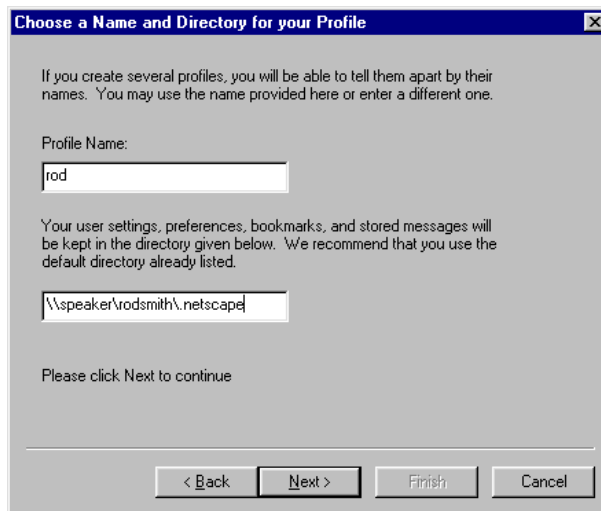 Choose a Name and Directory for your Profile
If you create several profiles, you will be able to tell them apart by their
names. You may use the name provided here or enter a different one.
Profile Name:
rod
Your user settings, preferences, bookmarks, and stored messages will
be kept in the directory given below. We recommend that you use the
default directory already listed.
\\speaker\rodsmith\.netscape
Please click Next to continue
< Back Next > Finish Cancel